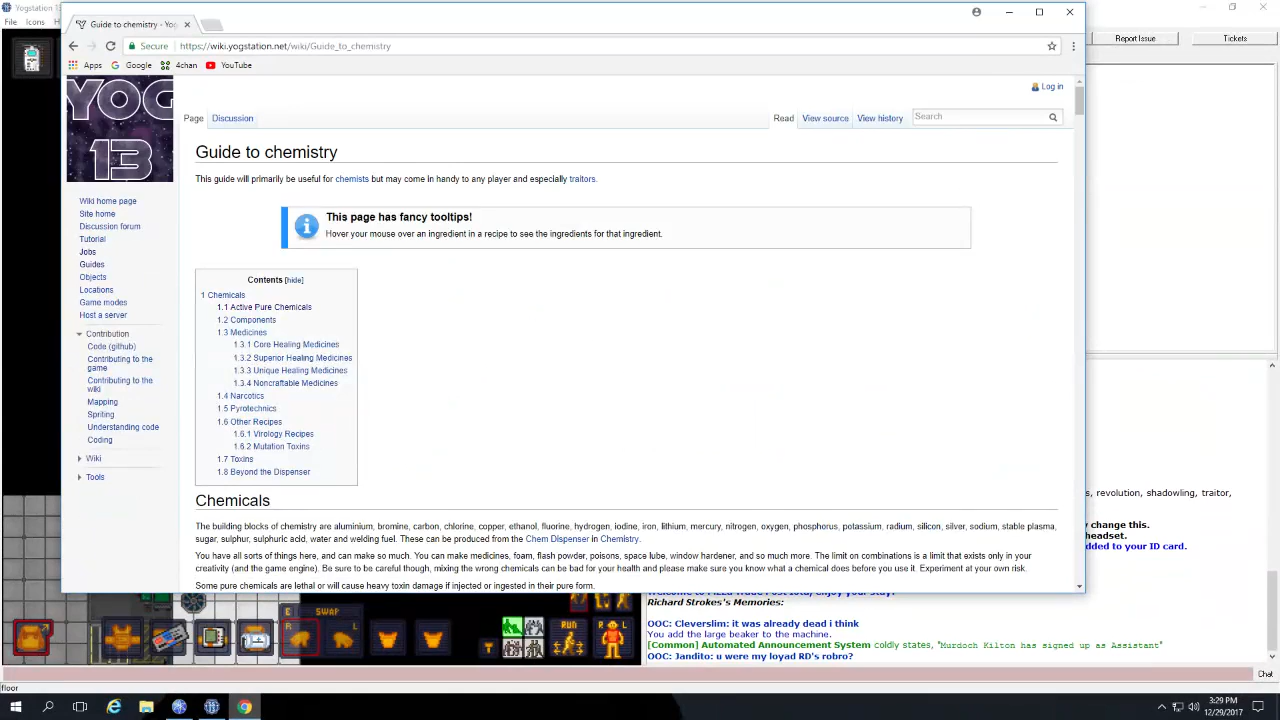 Yogstation 13
File Icons
Guide to chemistry - Yog
Secure https://wiki.yogstation.net/wiki/Guide_to_chemistry
Apps Google 4chan YouTube
Report Issue Tickets
YOG
13
Log in
Page Discussion Read View source View history Search
Guide to chemistry
This guide will primarily be useful for chemists but may come in handy to any player and especially traitors.
This page has fancy tooltips!
Hover your mouse over an ingredient in a recipe to see the ingredients for that ingredient.
Wiki home page
Site home
Discussion forum
Tutorial
Jobs
Guides
Objects
Locations
Game modes
Host a server
Contribution
Code (github)
Contributing to the
game
Contributing to the
wiki
Mapping
Spriting
Understanding code
Coding
Wiki
Tools
Contents [hide]
1 Chemicals
1.1 Active Pure Chemicals
1.2 Components
1.3 Medicines
1.3.1 Core Healing Medicines
1.3.2 Superior Healing Medicines
1.3.3 Unique Healing Medicines
1.3.4 Noncraftable Medicines
1.4 Narcotics
1.5 Pyrotechnics
1.6 Other Recipes
1.6.1 Virology Recipes
1.6.2 Mutation Toxins
1.7 Toxins
1.8 Beyond the Dispenser
Chemicals
The building blocks of chemistry are aluminium, bromine, carbon, chlorine, copper, ethanol, fluorine, hydrogen, iodine, iron, lithium, mercury, nitrogen, oxygen, phosphorus, potassium, radium, silicon, silver, sodium, stable plasma,
sugar, sulphur, sulphuric acid, water and welding fuel. These can be produced from the Chem Dispenser in Chemistry.
You have all sorts of things here, and can make so much. You can make medicines, foam, flash powder, poisons, space lube, window hardener, and so much more. The limit on combinations is a limit that exists only in your
creativity (and the game engine). Be sure to be careful though, mixing the wrong chemicals can be bad for your health and please make sure you know what a chemical does before you use it. Experiment at your own risk.
Some pure chemicals are lethal or will cause heavy toxin damage if injected or ingested in their pure form.
s, revolution, shadowling, traitor,
y change this.
headset.
dded to your ID card.
Richard Strokes's Memories:
OOC: Cleverslim: it was already dead i think
You add the large beaker to the machine.
[Common] Automated Announcement System coldly states, "Murdoch Kilton has signed up as Assistant"
OOC: Jandito: u were my loyad RD's robro?
E SWAP L
RUN R L
Chat
floor
3:29 PM
12/29/2017